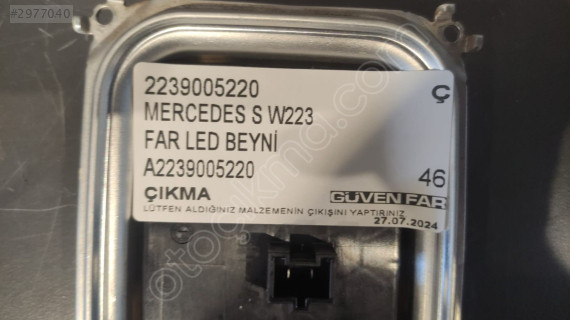 #2977040
2239005220
Ç
MERCEDES S W223
FAR LED BEYNİ
A2239005220
46
ÇIKMA
GÜVEN FAR
LÜTFEN ALDIĞINIZ MALZEMENİN ÇIKIŞINI YAPTIRINIZ
27.07.2024
otocikma.com